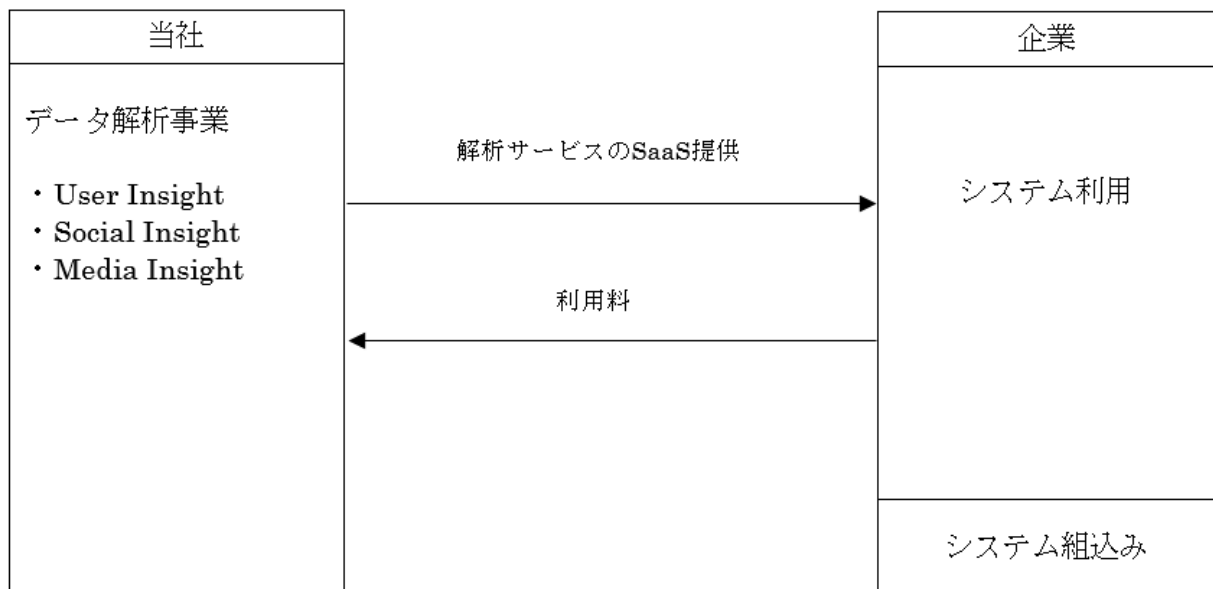 当社
企業
データ解析事業
解析サービスのSaaS提供
・User Insight
システム利用
・Social Insight
・Media Insight
利用料
システム組込み